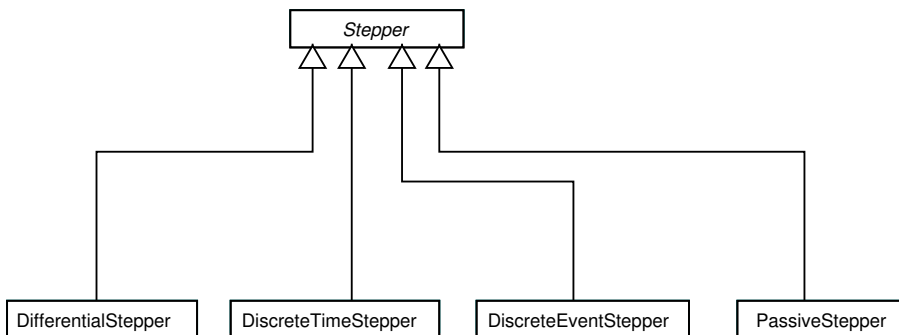 Stepper
DifferentialStepper
DiscreteTimeStepper
DiscreteEventStepper
PassiveStepper